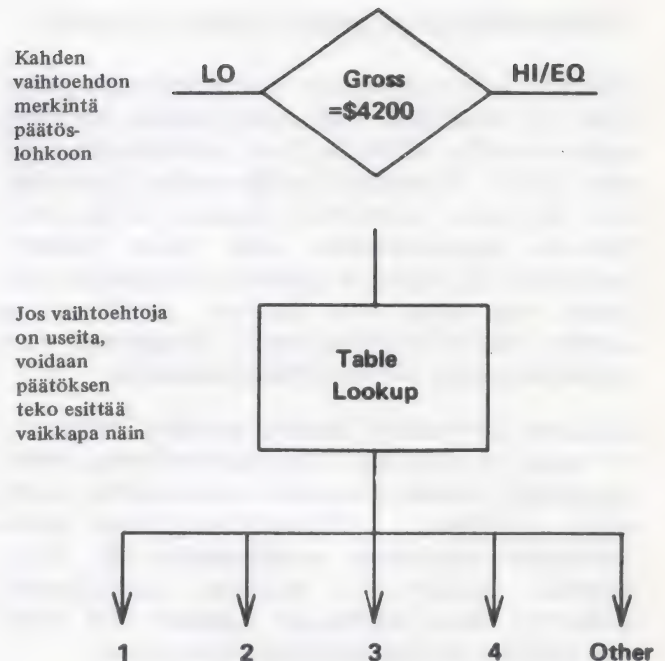 Kahden
vaihtoehdon
merkintä
päätös-
lohkoon
LO
Gross
=$4200
HI/EQ
Jos vaihtoehtoja
on useita,
voidaan
päätöksen
teko esittää
vaikkapa näin
Table
Lookup
1 2 3 4 Other